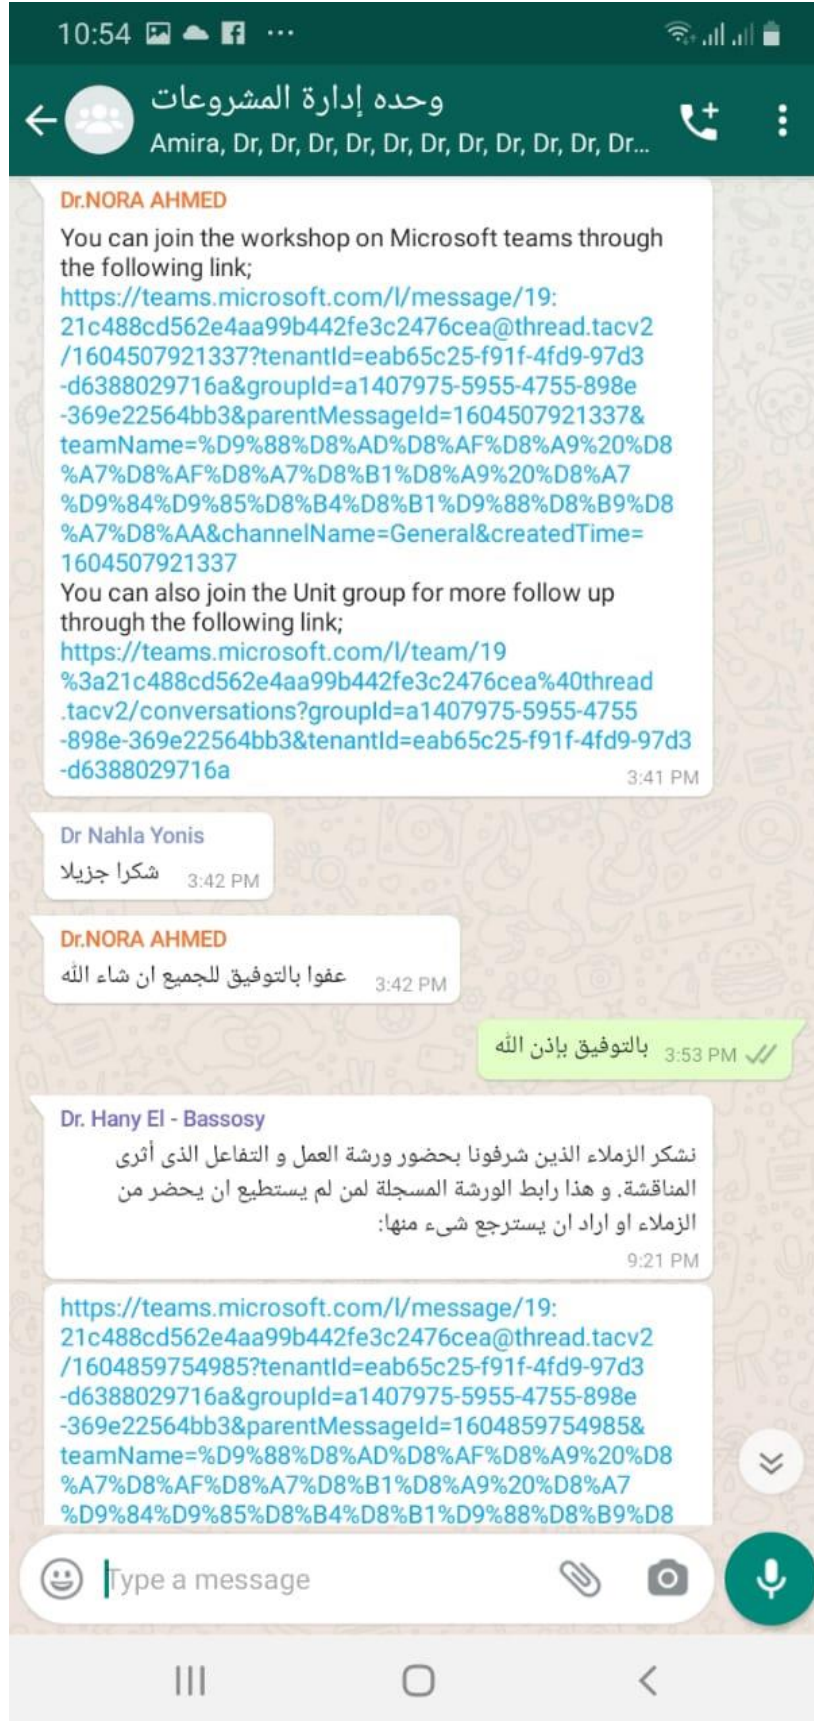 10:54
وحده إدارة المشروعات
Amira, Dr, Dr, Dr, Dr, Dr, Dr, Dr, Dr, Dr, Dr, Dr...
Dr.NORA AHMED
You can join the workshop on Microsoft teams through
the following link;
https://teams.microsoft.com/l/message/19:
21c488cd562e4aa99b442fe3c2476cea@thread.tacv2
/1604507921337?tenantId=eab65c25-f91f-4fd9-97d3
-d6388029716a&groupId=a1407975-5955-4755-898e
-369e22564bb3&parentMessageId=1604507921337&
teamName=%D9%88%D8%AD%D8%AF%D8%A9%20%D8
%A7%D8%AF%D8%A7%D8%B1%D8%A9%20%D8%A7
%D9%84%D9%85%D8%B4%D8%B1%D9%88%D8%B9%D8
%A7%D8%AA&channelName=General&createdTime=
1604507921337
You can also join the Unit group for more follow up
through the following link;
https://teams.microsoft.com/l/team/19
%3a21c488cd562e4aa99b442fe3c2476cea%40thread
.tacv2/conversations?groupId=a1407975-5955-4755
-898e-369e22564bb3&tenantId=eab65c25-f91f-4fd9-97d3
-d6388029716a
3:41 PM
Dr Nahla Yonis
شكرا جزيلا
3:42 PM
Dr.NORA AHMED
عفوا بالتوفيق للجميع ان شاء الله
3:42 PM
بالتوفيق بإذن الله
3:53 PM
Dr. Hany El - Bassosy
نشكر الزملاء الذين شرفونا بحضور ورشة العمل و التفاعل الذى أثرى
المناقشة. و هذا رابط الورشة المسجلة لمن لم يستطيع ان يحضر من
الزملاء او اراد ان يسترجع شىء منها:
9:21 PM
https://teams.microsoft.com/l/message/19:
21c488cd562e4aa99b442fe3c2476cea@thread.tacv2
/1604859754985?tenantId=eab65c25-f91f-4fd9-97d3
-d6388029716a&groupId=a1407975-5955-4755-898e
-369e22564bb3&parentMessageId=1604859754985&
teamName=%D9%88%D8%AD%D8%AF%D8%A9%20%D8
%A7%D8%AF%D8%A7%D8%B1%D8%A9%20%D8%A7
%D9%84%D9%85%D8%B4%D8%B1%D9%88%D8%B9%D8
Type a message